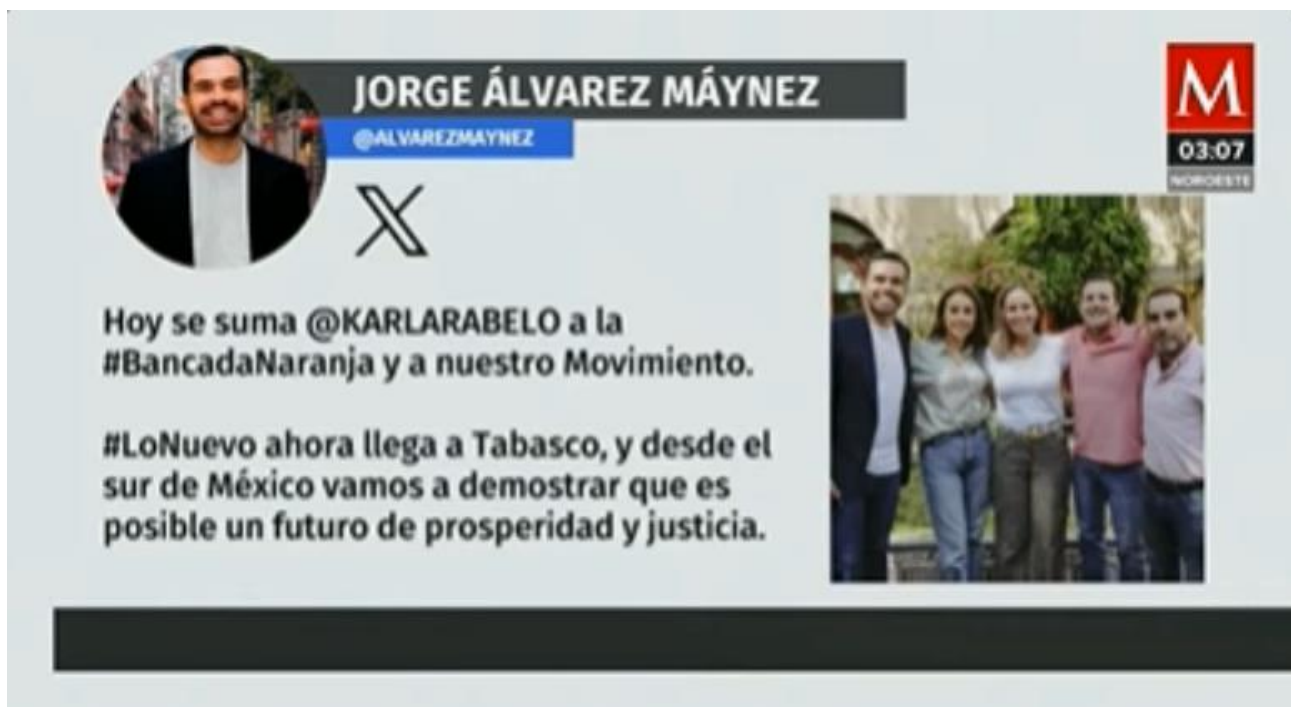 JORGE ÁLVAREZ MÁYNEZ
@ALVAREZMAYNEZ
M
03:07
NOROESTE
Hoy se suma @KARLARABELO a la
#BancadaNaranja y a nuestro Movimiento.
#LoNuevo ahora llega a Tabasco, y desde el
sur de México vamos a demostrar que es
posible un futuro de prosperidad y justicia.